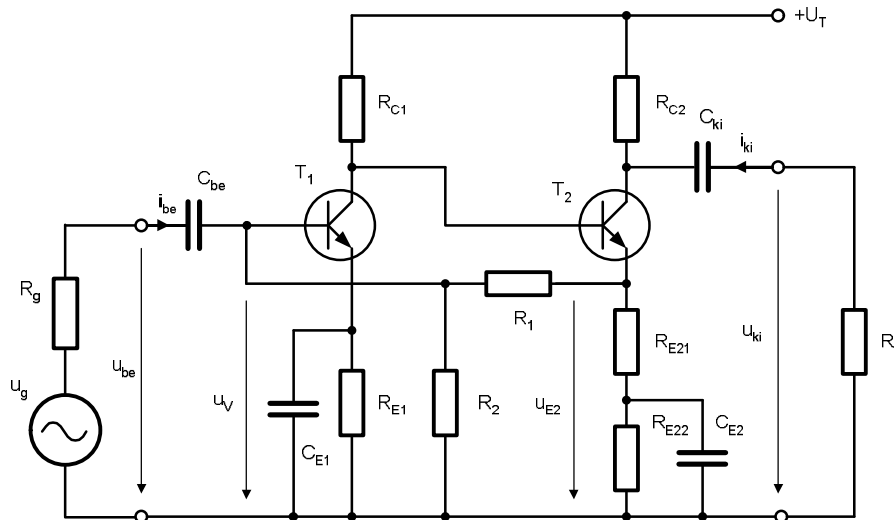 +U_T
R_C1
R_C2
C_ki
i_ki
T_1
T_2
C_be
i_be
R_g
R_1
u_be
u_V
u_g
C_E1
R_E1
R_2
u_E2
R_E21
R_E22
C_E2
u_ki
R